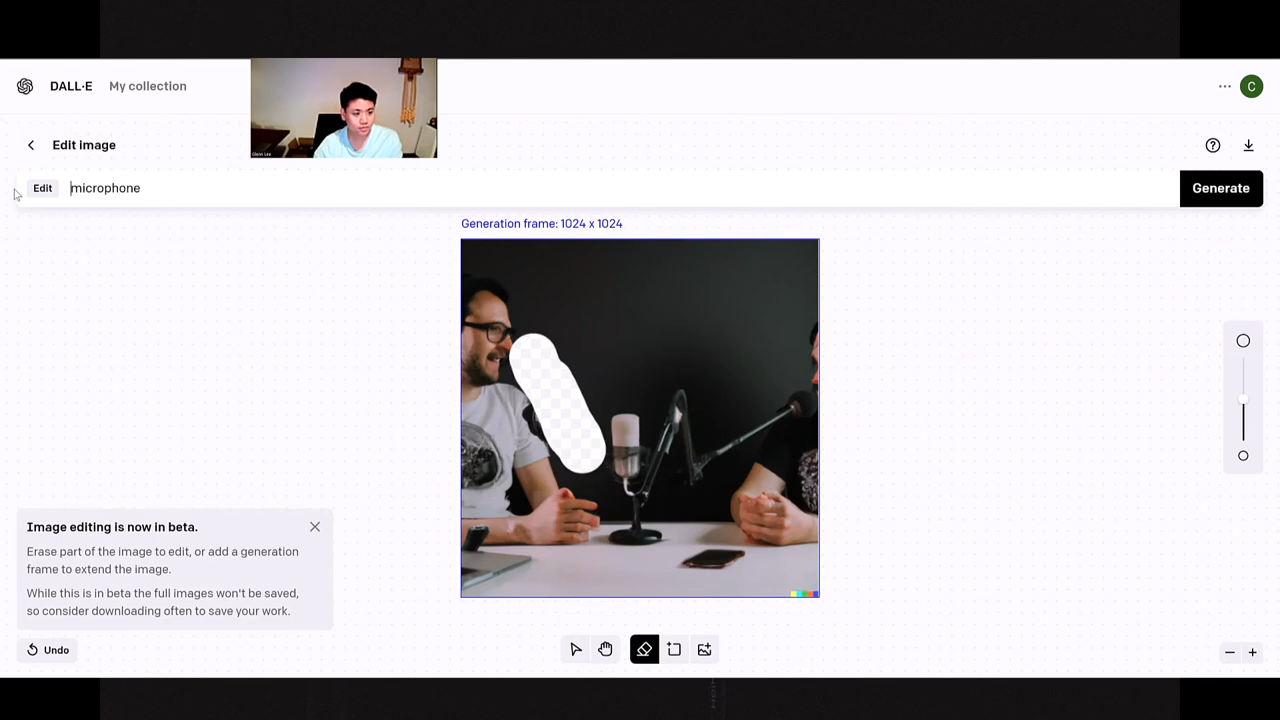 DALL·E
My collection
C
Edit image
Edit
microphone
Generate
Generation frame: 1024 x 1024
Image editing is now in beta.
Erase part of the image to edit, or add a generation
frame to extend the image.
While this is in beta the full images won't be saved,
so consider downloading often to save your work.
Undo